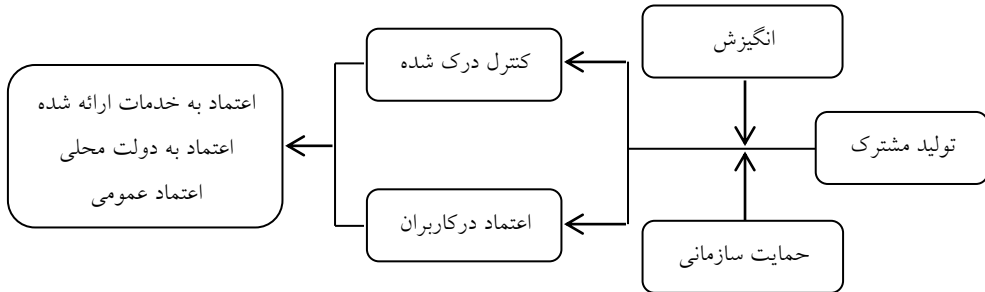 انگیزش
کنترل درک شده
تولید مشترک
اعتماد به خدمات ارائه شده
اعتماد به دولت محلی
اعتماد عمومی
اعتماد درکاربران
حمایت سازمانی